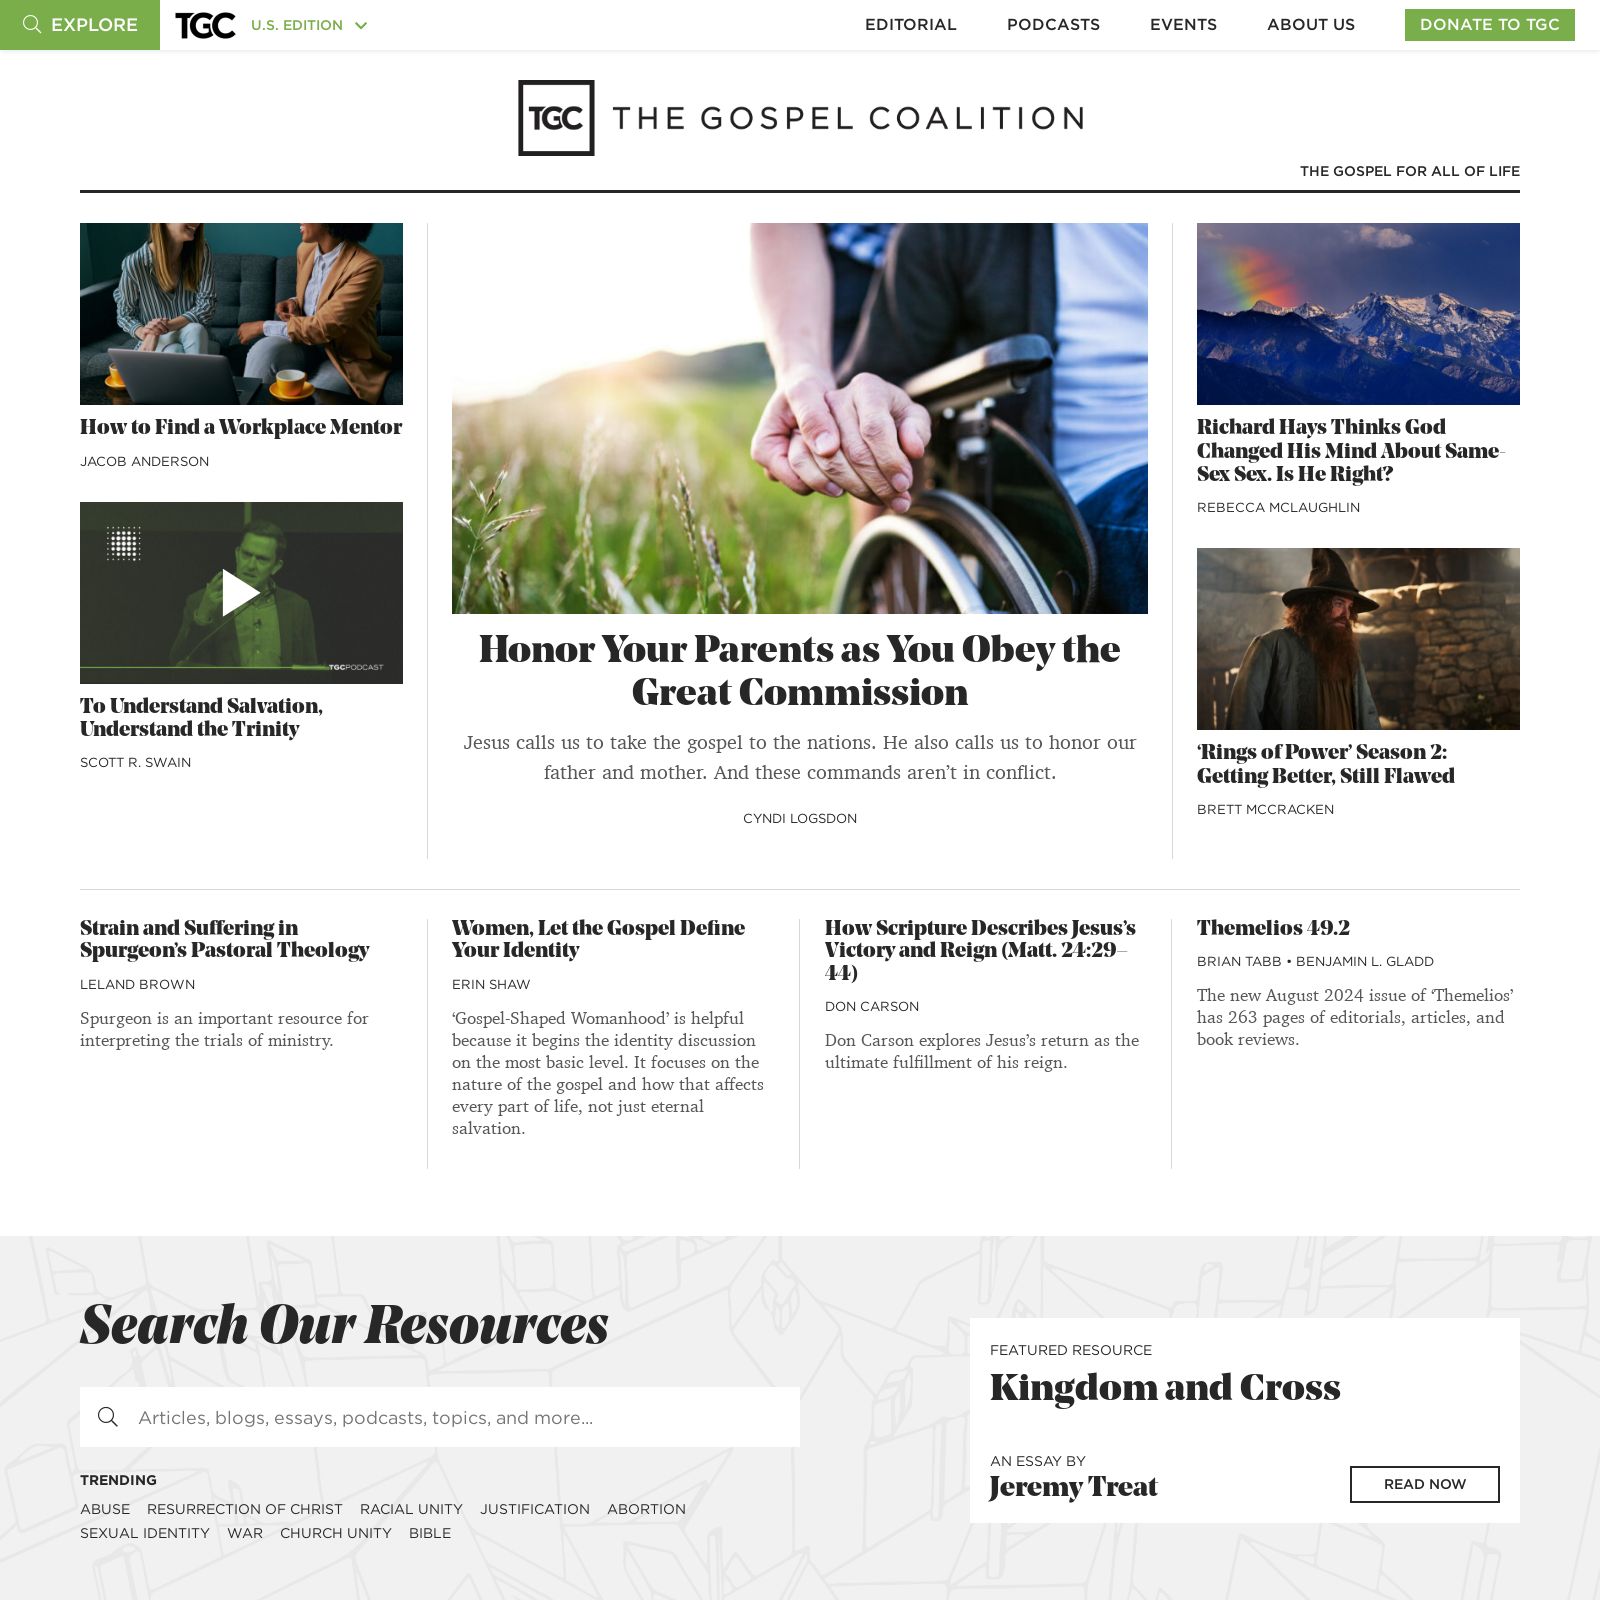 EXPLORE
TGC
U.S. EDITION
EDITORIAL
PODCASTS
EVENTS
ABOUT US
DONATE TO TGC
TGC THE GOSPEL COALITION
THE GOSPEL FOR ALL OF LIFE
How to Find a Workplace Mentor
JACOB ANDERSON
TGCPODCAST
To Understand Salvation,
Understand the Trinity
SCOTT R. SWAIN
Honor Your Parents as You Obey the
Great Commission
Jesus calls us to take the gospel to the nations. He also calls us to honor our
father and mother. And these commands aren’t in conflict.
CYNDI LOGSDON
Richard Hays Thinks God
Changed His Mind About Same-
Sex Sex. Is He Right?
REBECCA MCLAUGHLIN
‘Rings of Power’ Season 2:
Getting Better, Still Flawed
BRETT MCCRACKEN
Strain and Suffering in
Spurgeon’s Pastoral Theology
LELAND BROWN
Spurgeon is an important resource for
interpreting the trials of ministry.
Women, Let the Gospel Define
Your Identity
ERIN SHAW
‘Gospel-Shaped Womanhood’ is helpful
because it begins the identity discussion
on the most basic level. It focuses on the
nature of the gospel and how that affects
every part of life, not just eternal
salvation.
How Scripture Describes Jesus’s
Victory and Reign (Matt. 24:29–
44)
DON CARSON
Don Carson explores Jesus’s return as the
ultimate fulfillment of his reign.
Themelios 49.2
BRIAN TABB • BENJAMIN L. GLADD
The new August 2024 issue of ‘Themelios’
has 263 pages of editorials, articles, and
book reviews.
Search Our Resources
Articles, blogs, essays, podcasts, topics, and more...
TRENDING
ABUSE RESURRECTION OF CHRIST RACIAL UNITY JUSTIFICATION ABORTION
SEXUAL IDENTITY WAR CHURCH UNITY BIBLE
FEATURED RESOURCE
Kingdom and Cross
AN ESSAY BY
Jeremy Treat
READ NOW